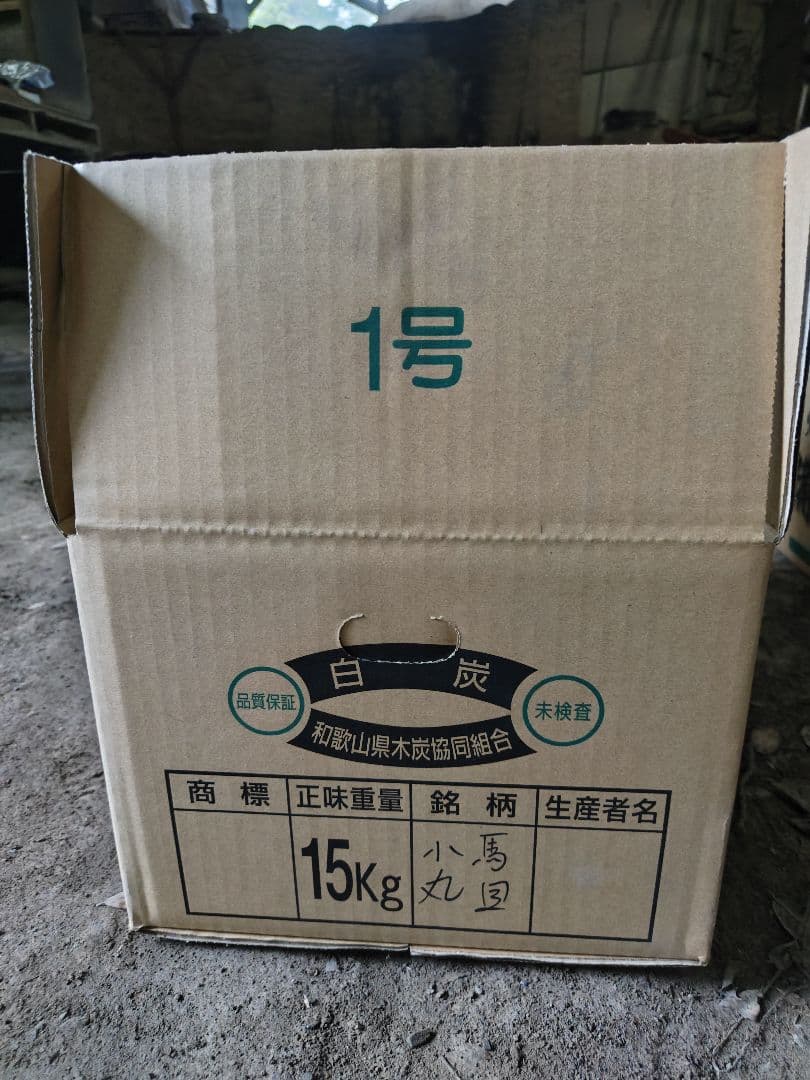 1号
白炭
品質保証
未検査
和歌山県木炭協同組合
商標 正味重量 銘柄 生産者名
15Kg
馬目
小丸